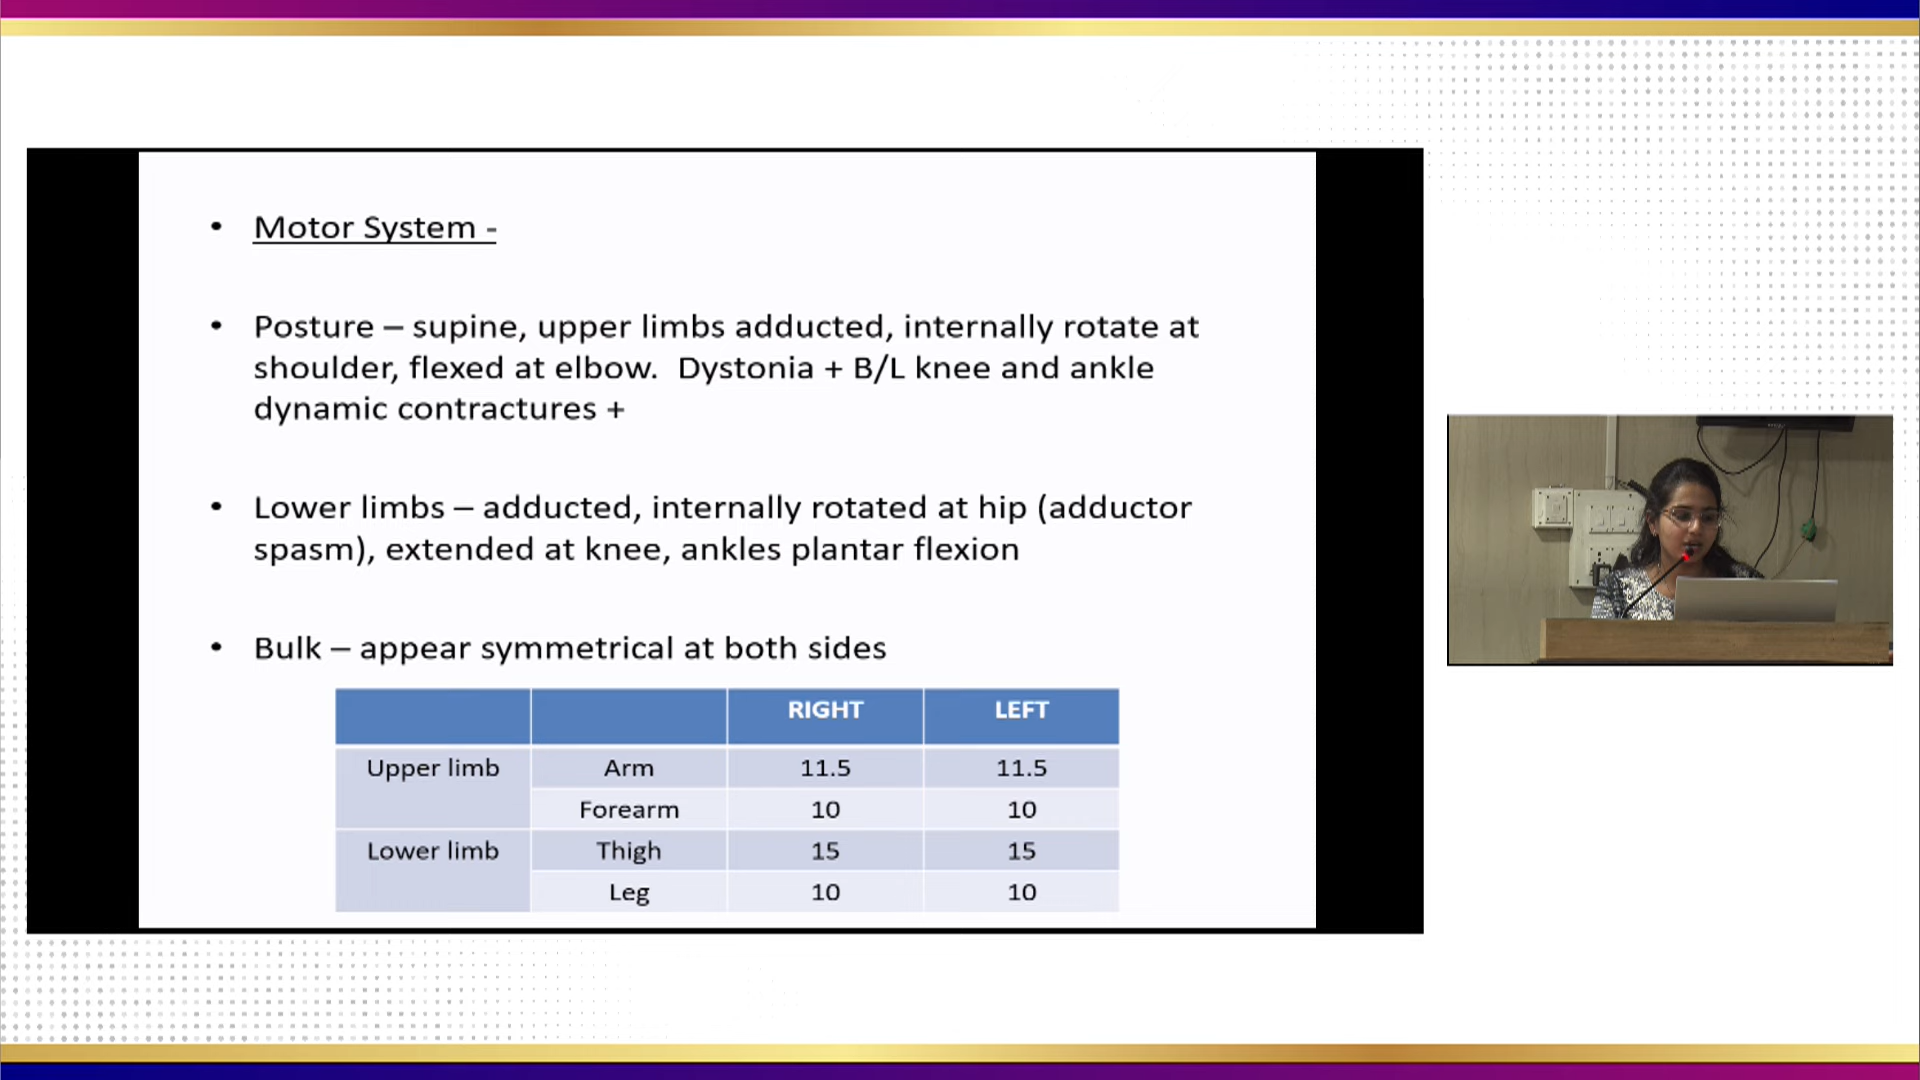 • Motor System -
• Posture – supine, upper limbs adducted, internally rotate at
shoulder, flexed at elbow.  Dystonia + B/L knee and ankle
dynamic contractures +
• Lower limbs – adducted, internally rotated at hip (adductor
spasm), extended at knee, ankles plantar flexion
• Bulk – appear symmetrical at both sides
RIGHT LEFT
Upper limb Arm 11.5 11.5
Forearm 10 10
Lower limb Thigh 15 15
Leg 10 10